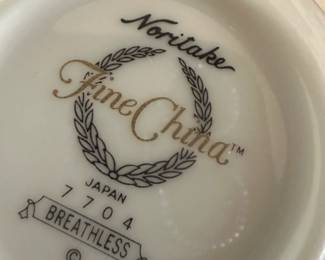 Noritake
Fine China™
JAPAN
7704
BREATHLESS
©